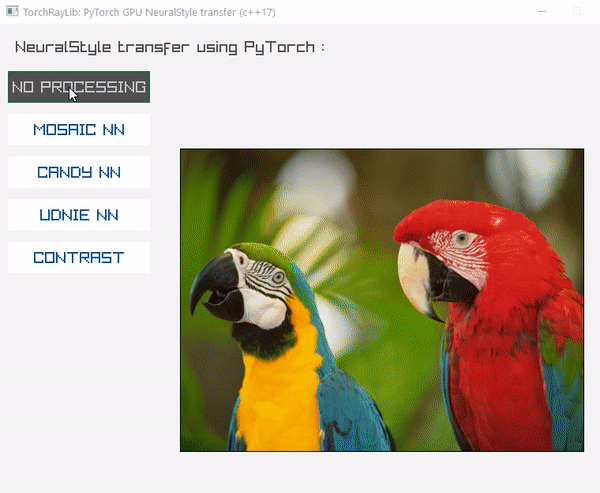 TorchRayLib: PyTorch GPU NeuralStyle transfer (c++17)
NeuralStyle transfer using PyTorch :
NO PROCESSING
MOSAIC NN
CANDY NN
UDNIE NN
CONTRAST